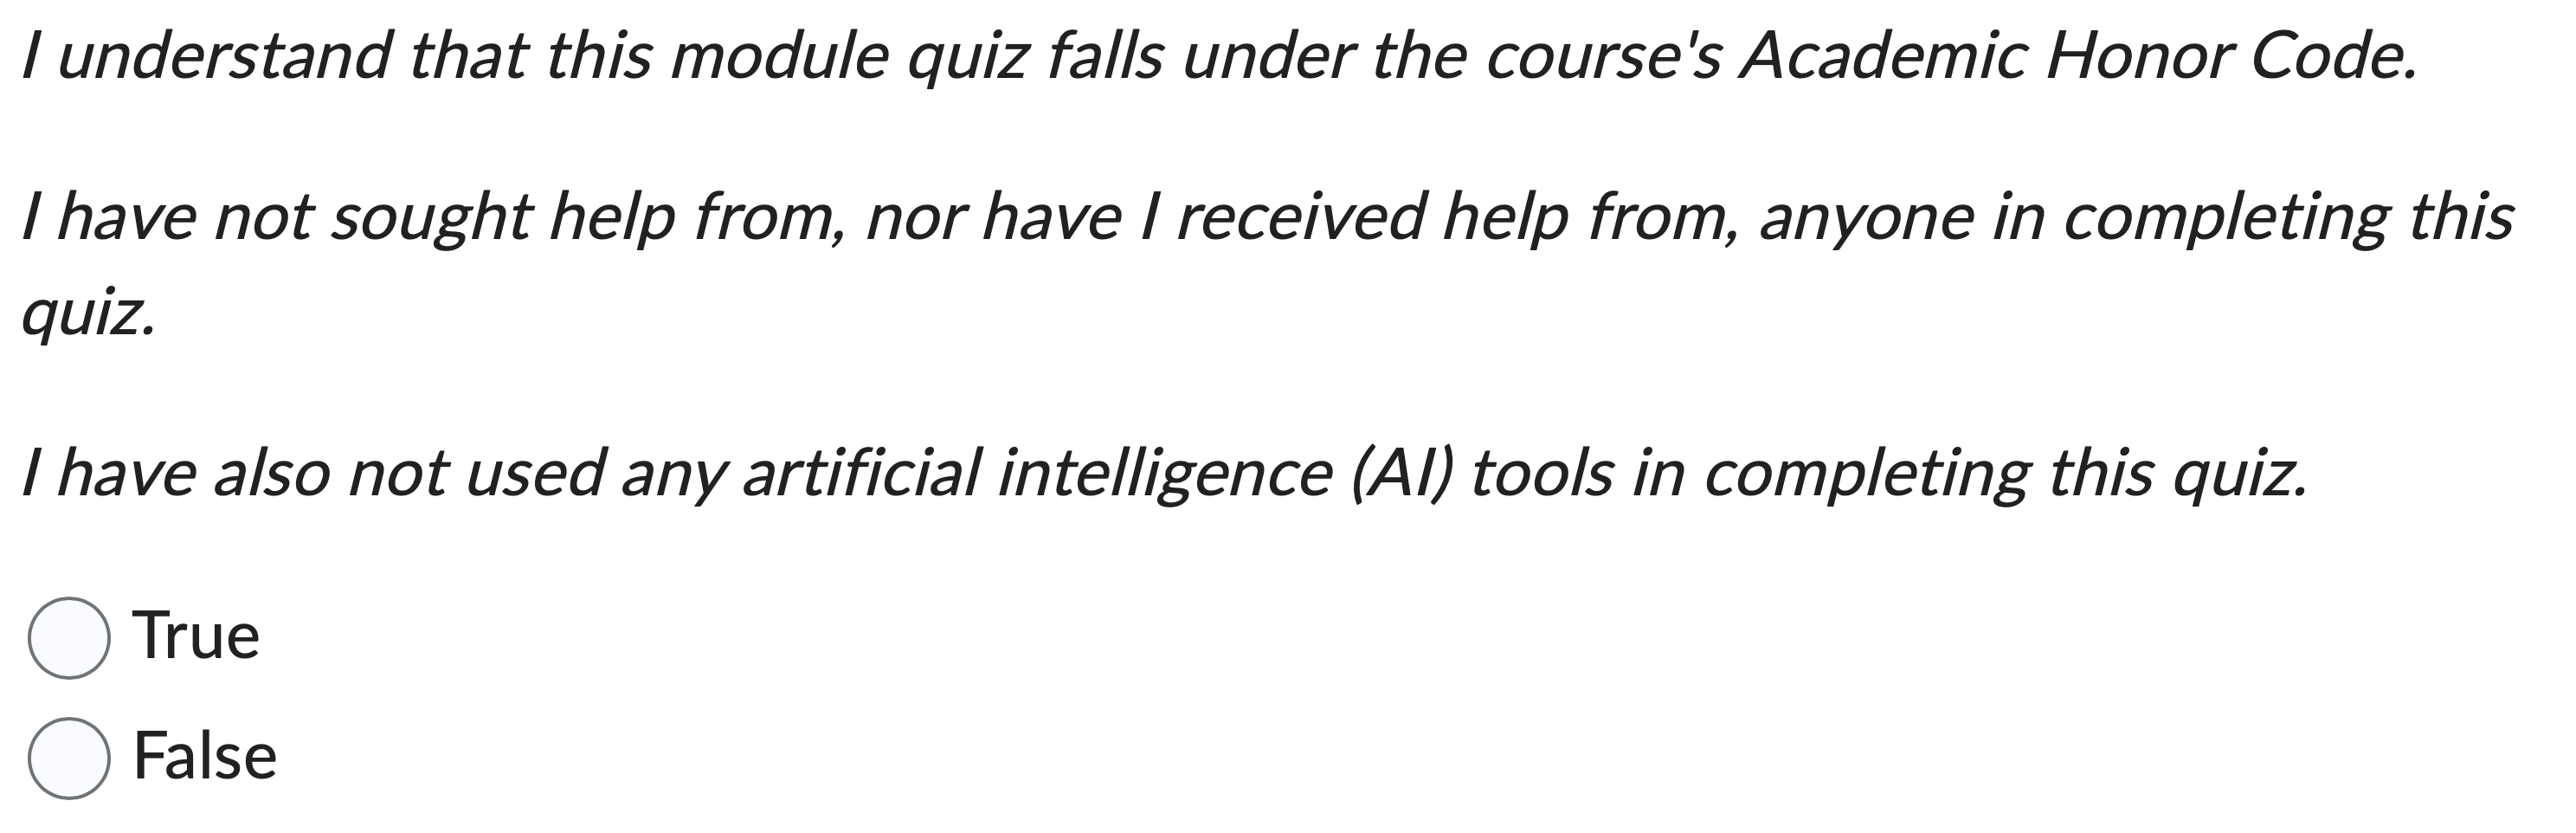 I understand that this module quiz falls under the course's Academic Honor Code.
I have not sought help from, nor have I received help from, anyone in completing this
quiz.
I have also not used any artificial intelligence (AI) tools in completing this quiz.
True
False